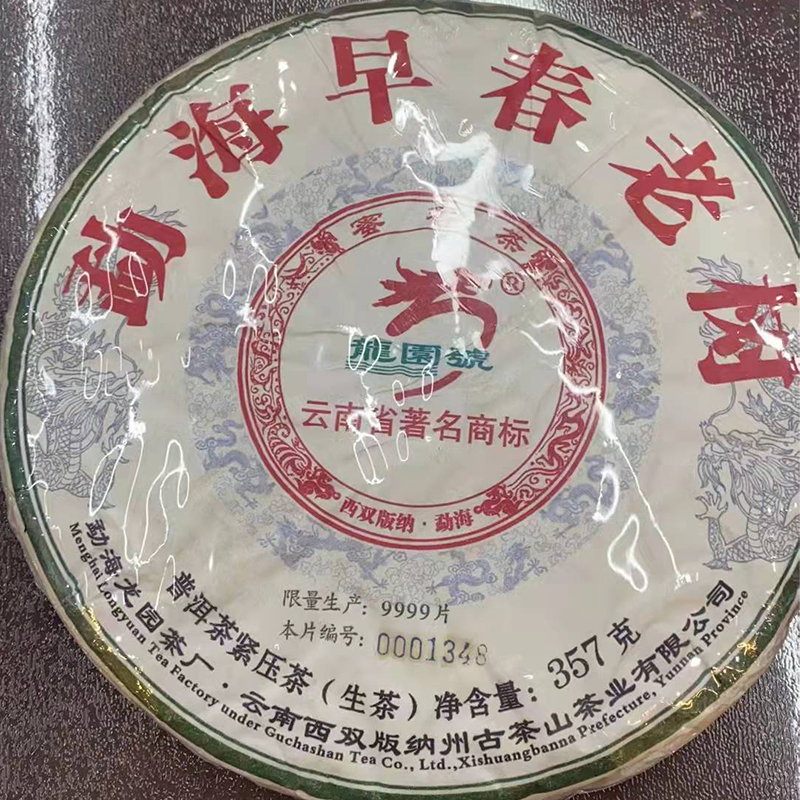 勐海早春老树
®
龍園號
云南省著名商标
西双版纳·勐海
限量生产：9999片
本片编号：0001348
普洱茶紧压茶（生茶）净含量：357克
勐海龙园茶厂·云南西双版纳州古茶山茶业有限公司
Menghai Longyuan Tea Factory under Guchashan Tea Co., Ltd.,Xishuangbanna Prefecture, Yunnan Province